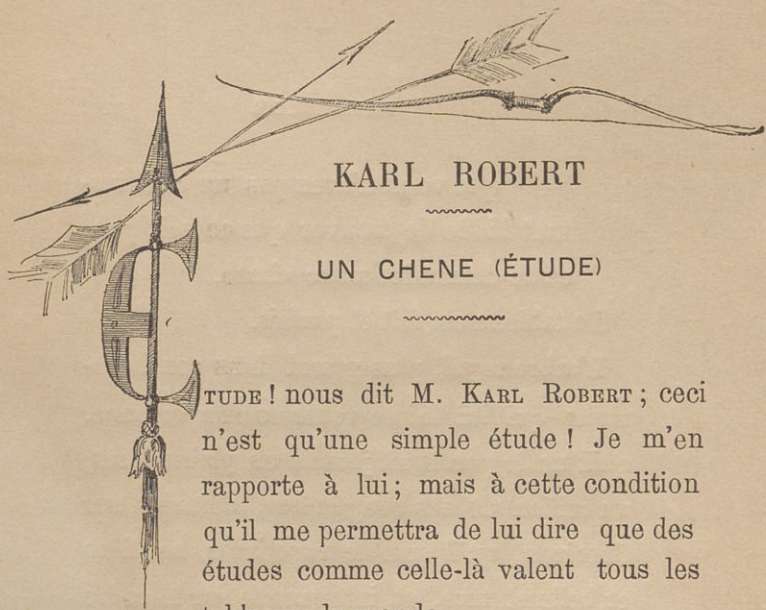 KARL ROBERT
UN CHENE (ÉTUDE)
ETUDE ! nous dit M. KARL ROBERT ; ceci
n'est qu'une simple étude ! Je m'en
rapporte à lui ; mais à cette condition
qu'il me permettra de lui dire que des
études comme celle-là valent tous les